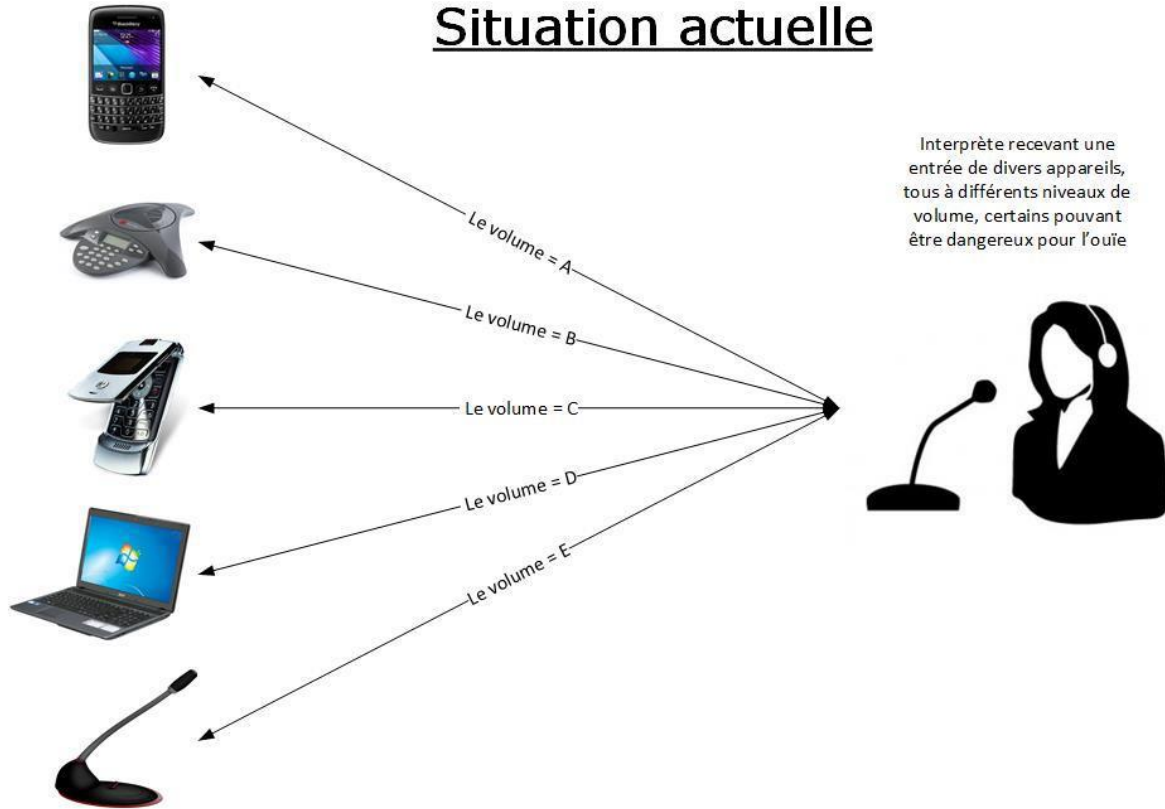 Situation actuelle
Interprète recevant une
entrée de divers appareils,
tous à différents niveaux de
volume, certains pouvant
être dangereux pour l'ouïe
Le volume = A
Le volume = B
Le volume = C
Le volume = D
Le volume = E